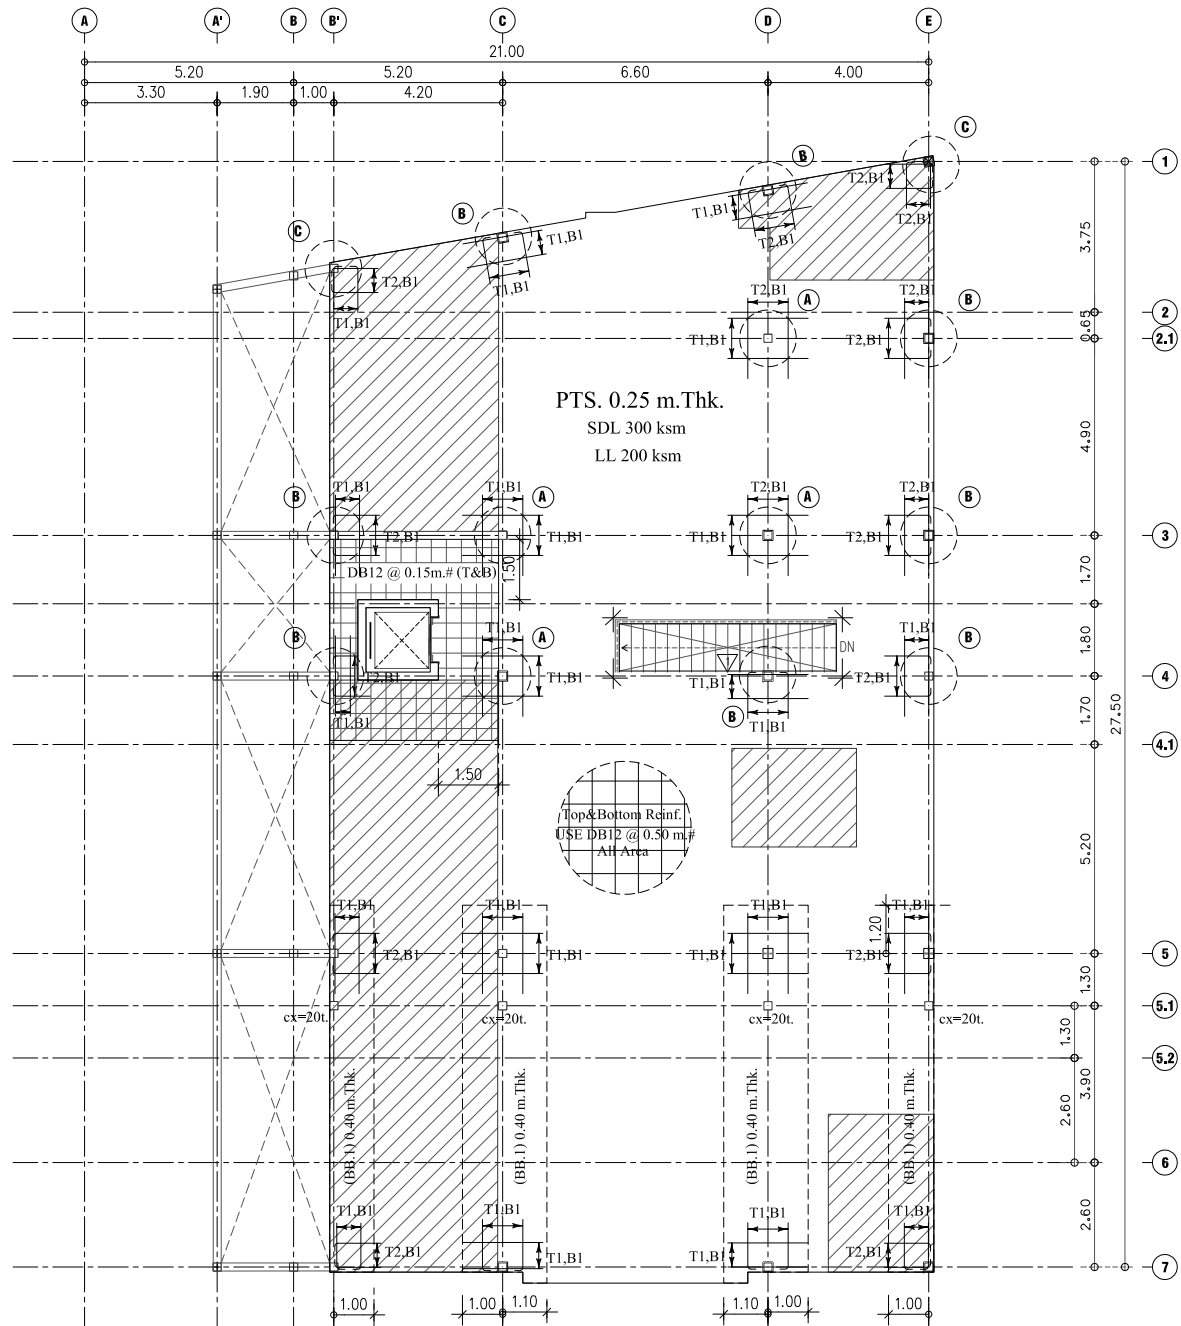 A A' B B' C D E
21.00
5.20 5.20 6.60 4.00
3.30 1.90 1.00 4.20
C
B 1
T2,B1
B T1,B1 T2,B1
C T1,B1 T2,B1 3.75
T2,B1 T1,B1
T1,B1 T2,B1 A T2,B1 B 2
0.65
T1,B1 T2,B1 2.1
PTS. 0.25 m.Thk.
SDL 300 ksm
LL 200 ksm
4.90
B T1,B1 T1,B1 A T2,B1 A T2,B1 B
T2,B1 T1,B1 T1,B1 T2,B1 3
DB12 @ 0.15m.# (T&B) 1.50 1.70
B T1,B1 A T1,B1 B
DN 1.80
T2,B1 T1,B1 T1,B1 T2,B1 4
T1,B1 B T1,B1 1.70 27.50
4.1
1.50
Top&Bottom Reinf.
USE DB12 @ 0.50 m.#
All Area
5.20
T1,B1 T1,B1 T1,B1 T1,B1
1.20
T2,B1 T1,B1 T1,B1 T2,B1 5
1.30
cx=20t. cx=20t. cx=20t. cx=20t. 5.1
1.30
5.2
(BB.1) 0.40 m.Thk. (BB.1) 0.40 m.Thk. (BB.1) 0.40 m.Thk. (BB.1) 0.40 m.Thk. 3.90
2.60
6
T1,B1 T1,B1 T1,B1 T1,B1 2.60
T2,B1 T1,B1 T1,B1 T2,B1 7
1.00 1.00 1.10 1.10 1.00 1.00